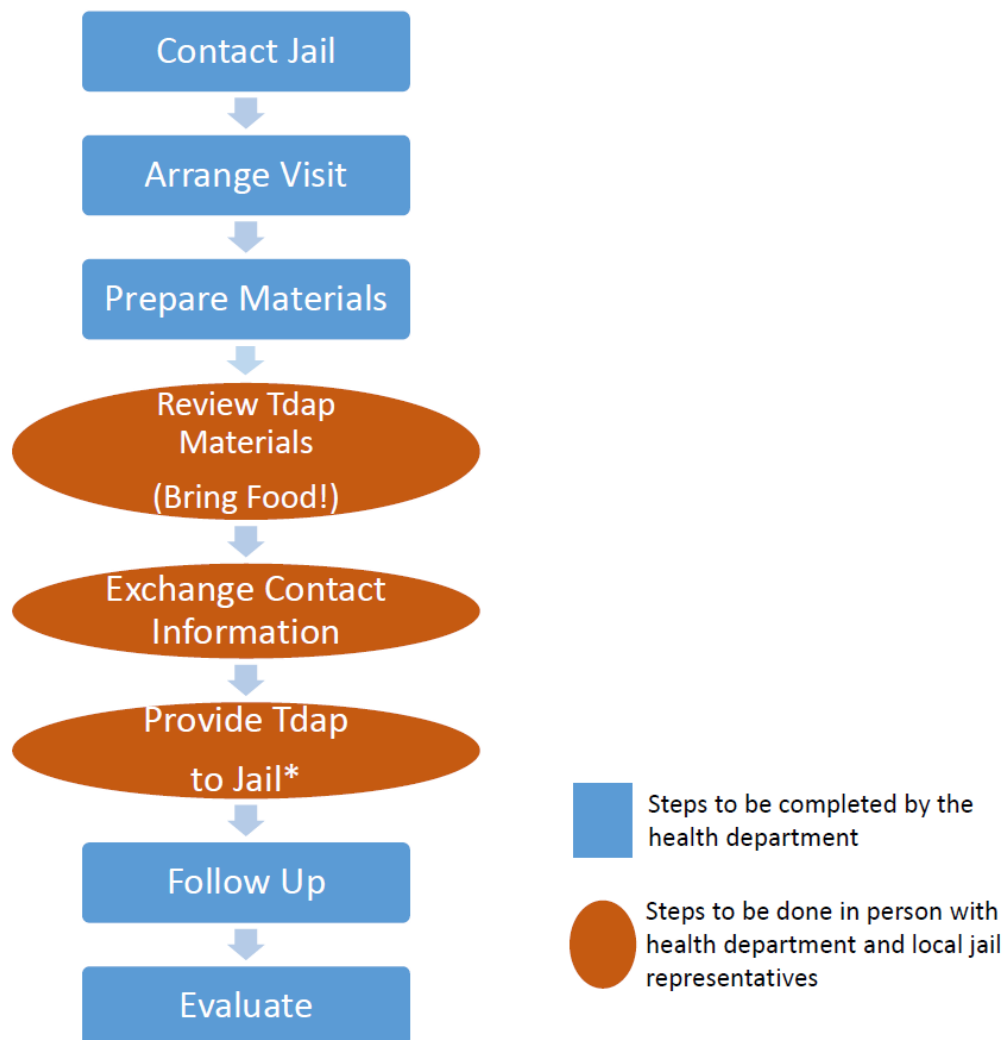 Contact Jail
Arrange Visit
Prepare Materials
Review Tdap
Materials
(Bring Food!)
Exchange Contact
Information
Provide Tdap
to Jail*
Follow Up
Evaluate
Steps to be completed by the
health department
Steps to be done in person with
health department and local jail
representatives